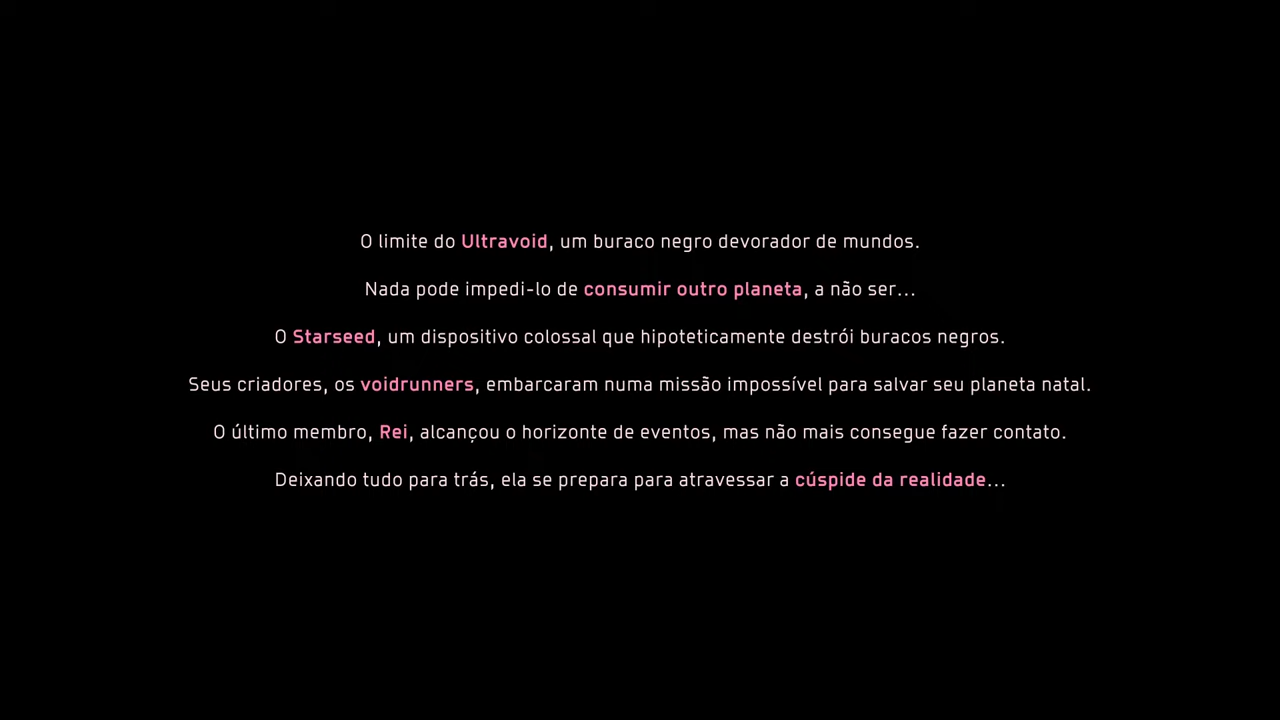 O limite do Ultravoid, um buraco negro devorador de mundos.
Nada pode impedi-lo de consumir outro planeta, a não ser...
O Starseed, um dispositivo colossal que hipoteticamente destrói buracos negros.
Seus criadores, os voidrunners, embarcaram numa missão impossível para salvar seu planeta natal.
O último membro, Rei, alcançou o horizonte de eventos, mas não mais consegue fazer contato.
Deixando tudo para trás, ela se prepara para atravessar a cúspide da realidade...